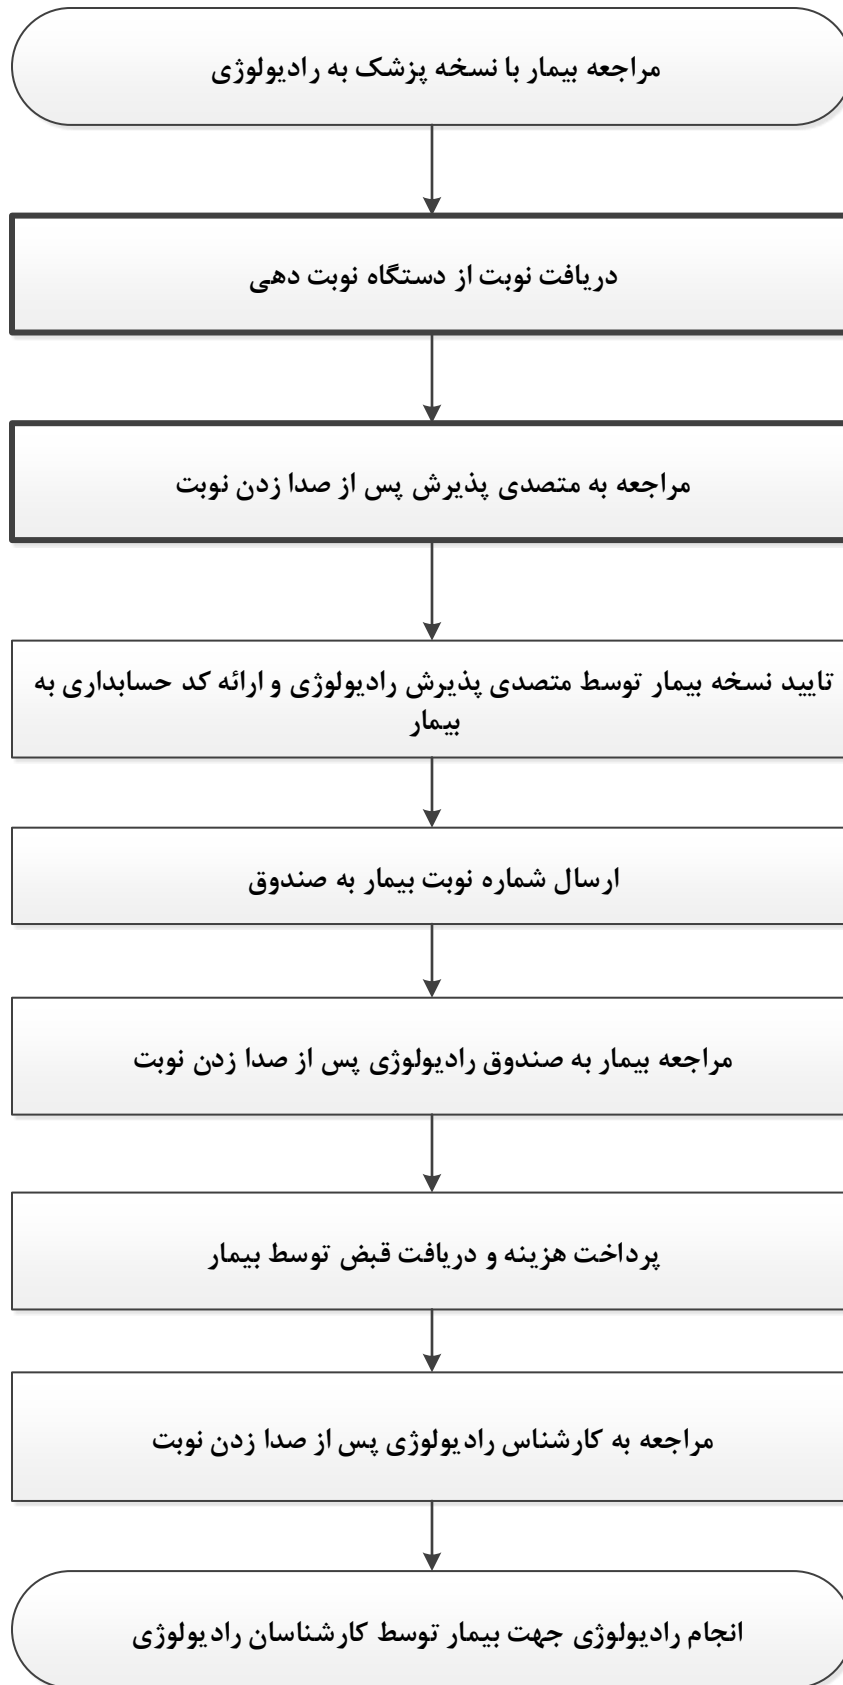 مراجعه بیمار با نسخه پزشک به رادیولوژی
دریافت نوبت از دستگاه نوبت دهی
مراجعه به متصدی پذیرش پس از صدا زدن نوبت
تایید نسخه بیمار توسط متصدی پذیرش رادیولوژی و ارائه کد حسابداری به
بیمار
ارسال شماره نوبت بیمار به صندوق
مراجعه بیمار به صندوق رادیولوژی پس از صدا زدن نوبت
پرداخت هزینه و دریافت قبض توسط بیمار
مراجعه به کارشناس رادیولوژی پس از صدا زدن نوبت
انجام رادیولوژی جهت بیمار توسط کارشناسان رادیولوژی